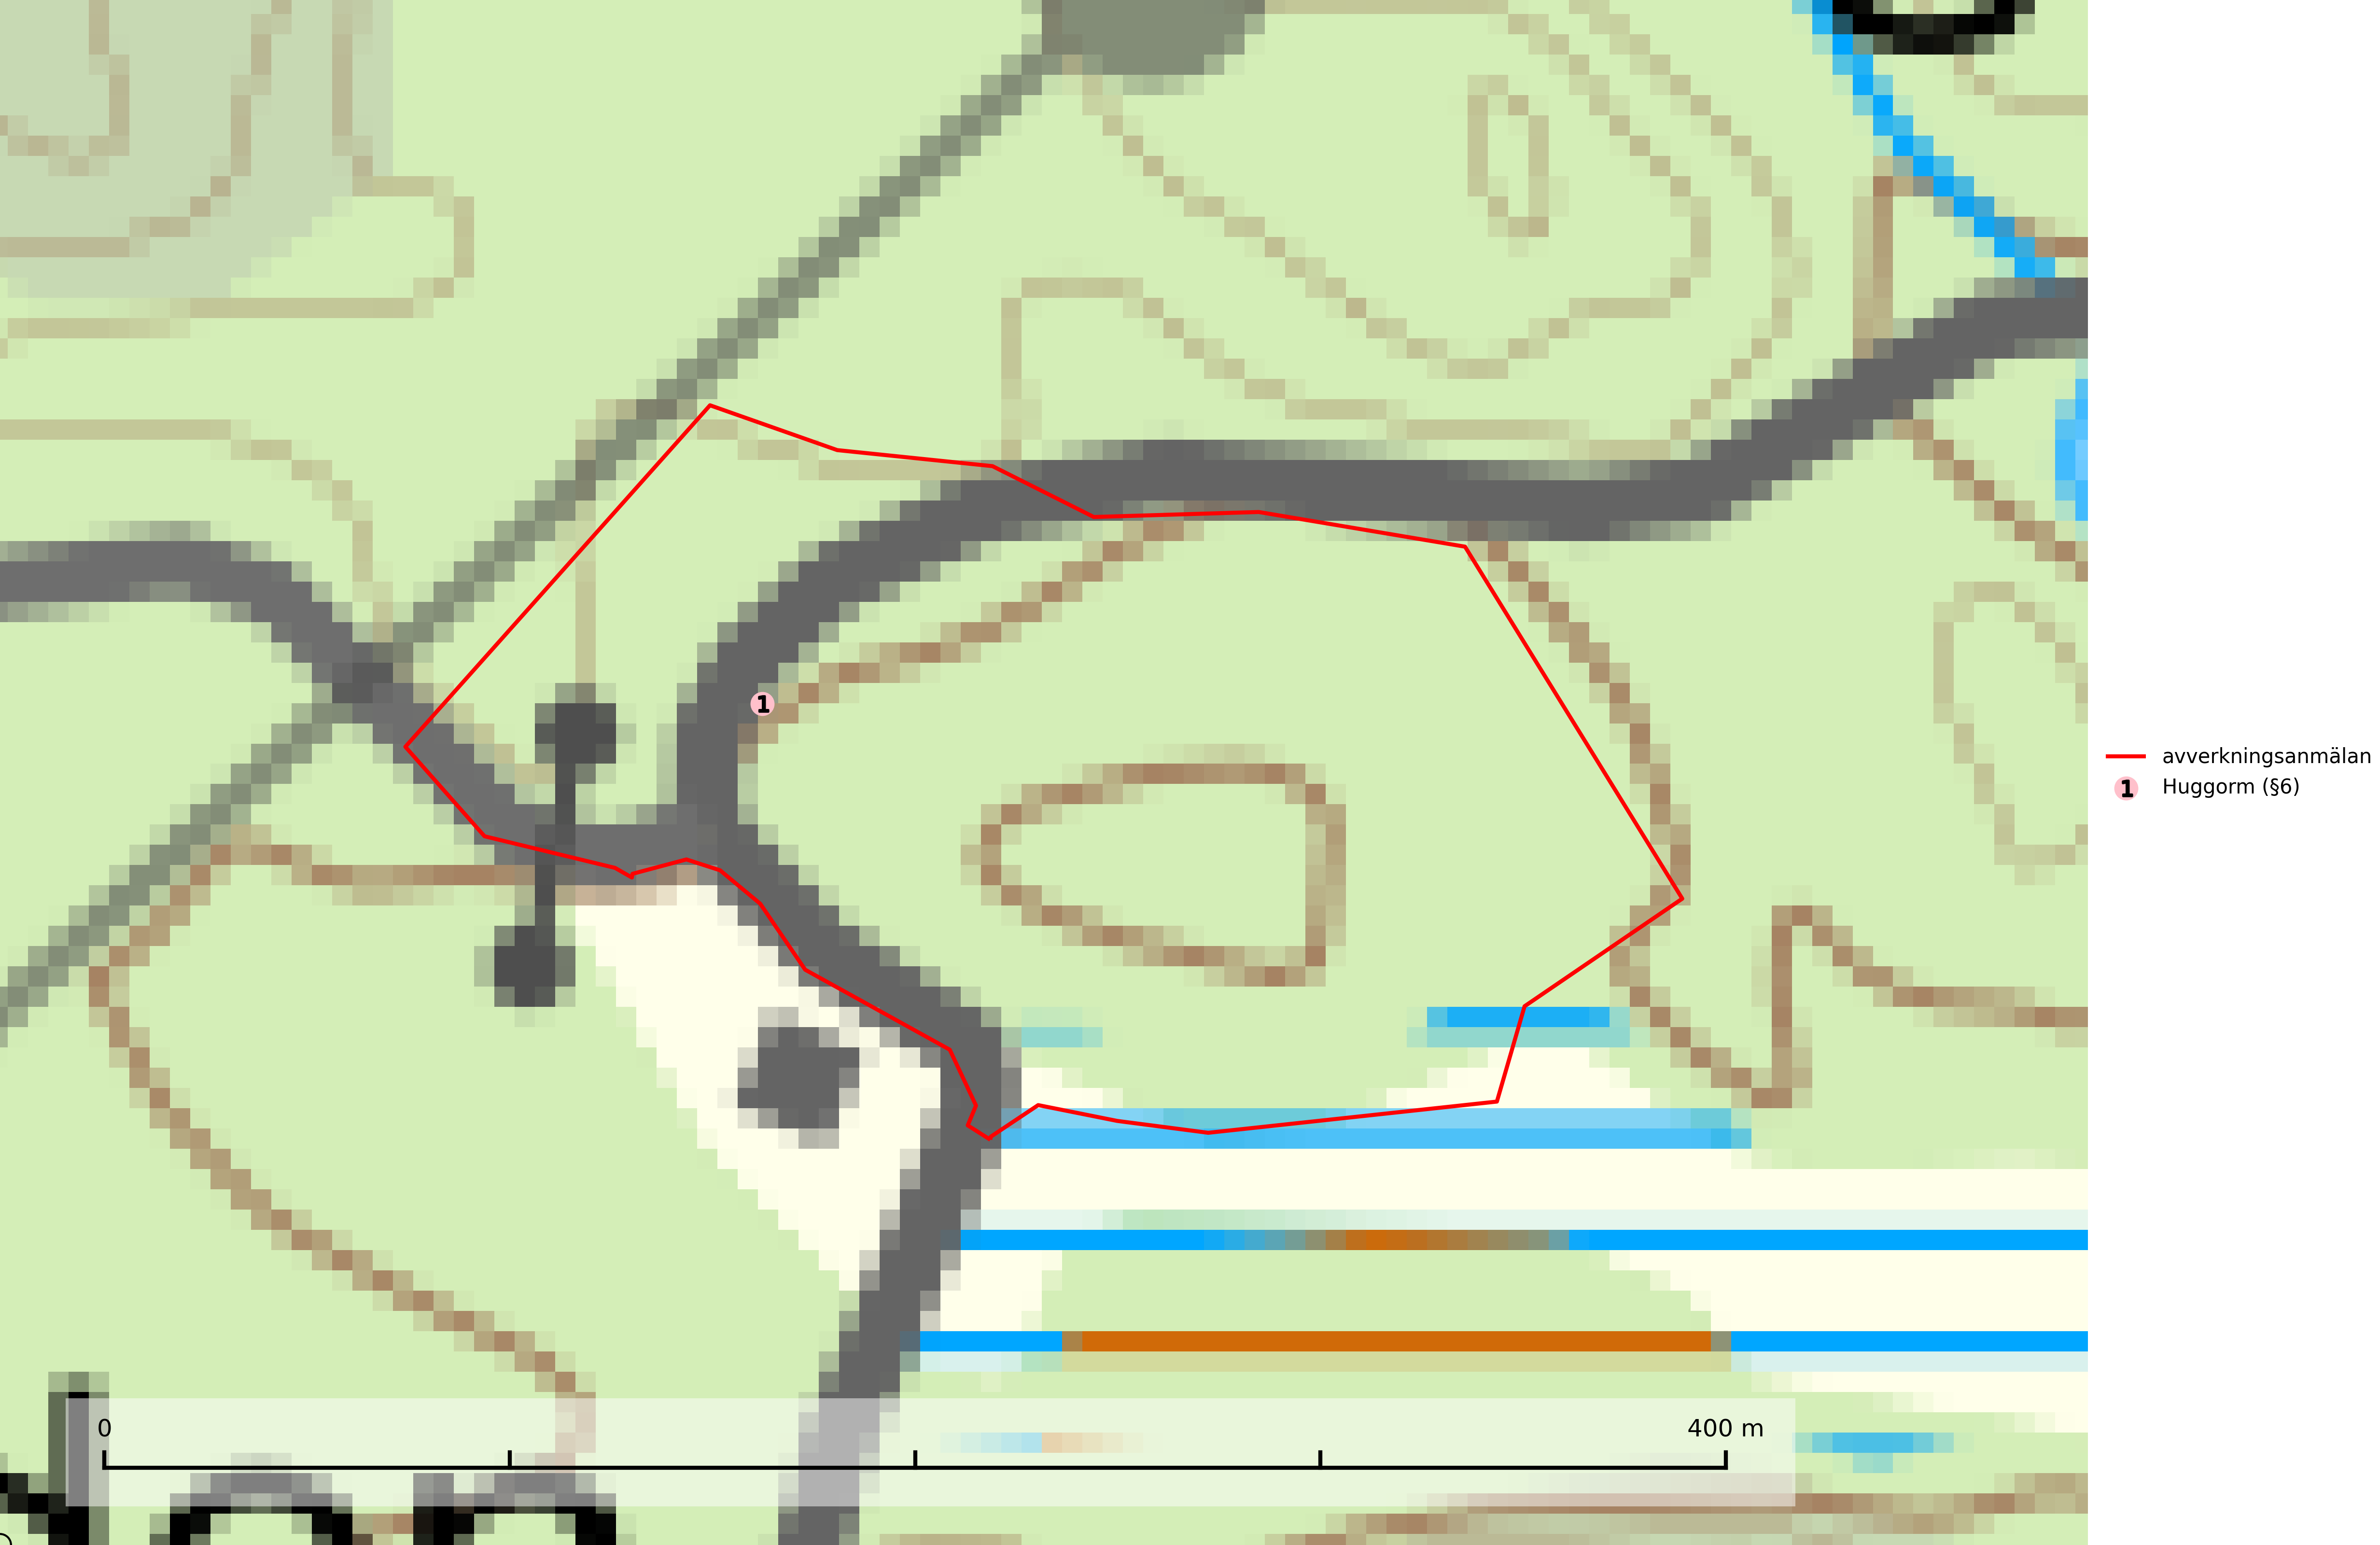 1
avverkningsanmälan
1 Huggorm (§6)
0 400 m